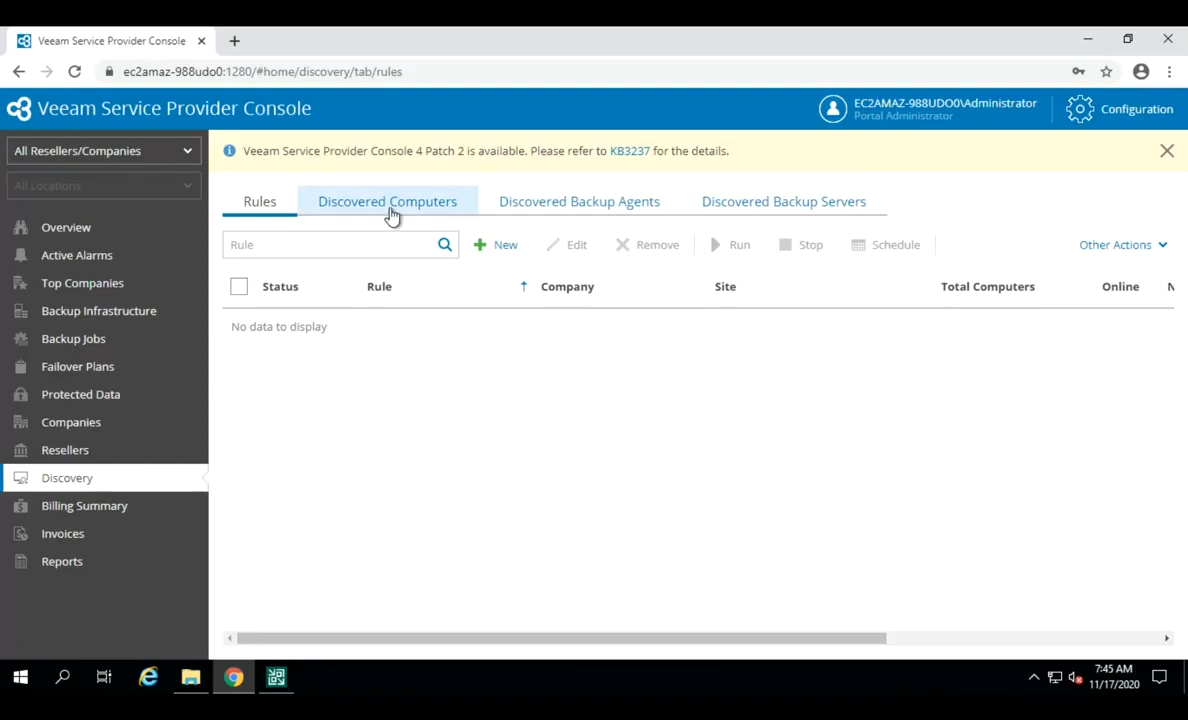 Veeam Service Provider Console
ec2amaz-988udo0:1280/#home/discovery/tab/rules
Veeam Service Provider Console
EC2AMAZ-988UDO0\Administrator
Portal Administrator
Configuration
All Resellers/Companies
All Locations
Overview
Active Alarms
Top Companies
Backup Infrastructure
Backup Jobs
Failover Plans
Protected Data
Companies
Resellers
Discovery
Billing Summary
Invoices
Reports
Veeam Service Provider Console 4 Patch 2 is available. Please refer to KB3237 for the details.
Rules Discovered Computers Discovered Backup Agents Discovered Backup Servers
Rule New Edit Remove Run Stop Schedule Other Actions
Status Rule Company Site Total Computers Online N
No data to display
7:45 AM
11/17/2020